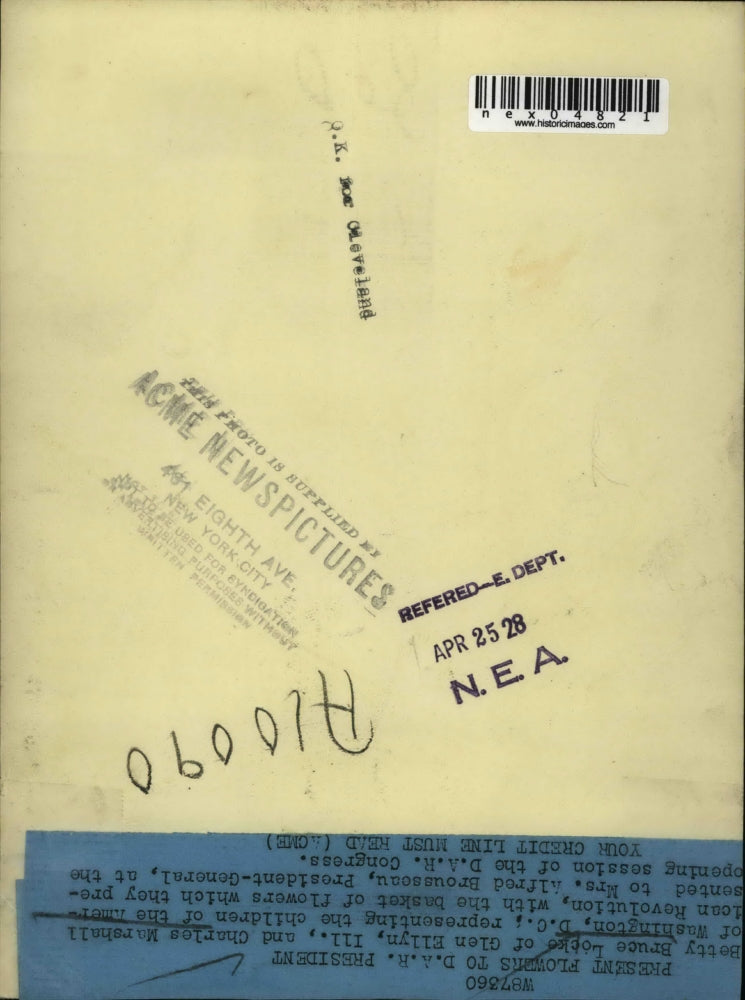 nex04821
www.historicimages.com
O.K. for Cleveland
THIS PHOTO IS SUPPLIED BY
ACME NEWSPICTURES
461 EIGHTH AVE.
NEW YORK CITY
NOT TO BE USED FOR SYNDICATION
ADVERTISING PURPOSES WITHOUT
WRITTEN PERMISSION
REFERED-E. DEPT.
APR 25 28
N.E.A.
A10090
W87360
PRESENT FLOWERS TO D.A.R. PRESIDENT
Betty Bruce Locke of Glen Ellyn, Ill., and Charles Marshall
of Washington, D.C.; representing the children of the Amer-
ican Revolution, with the basket of flowers which they pre-
sented to Mrs. Alfred Broussau, President-General, at the
opening session of the D.A.R. Congress.
YOUR CREDIT LINE MUST READ (ACME)